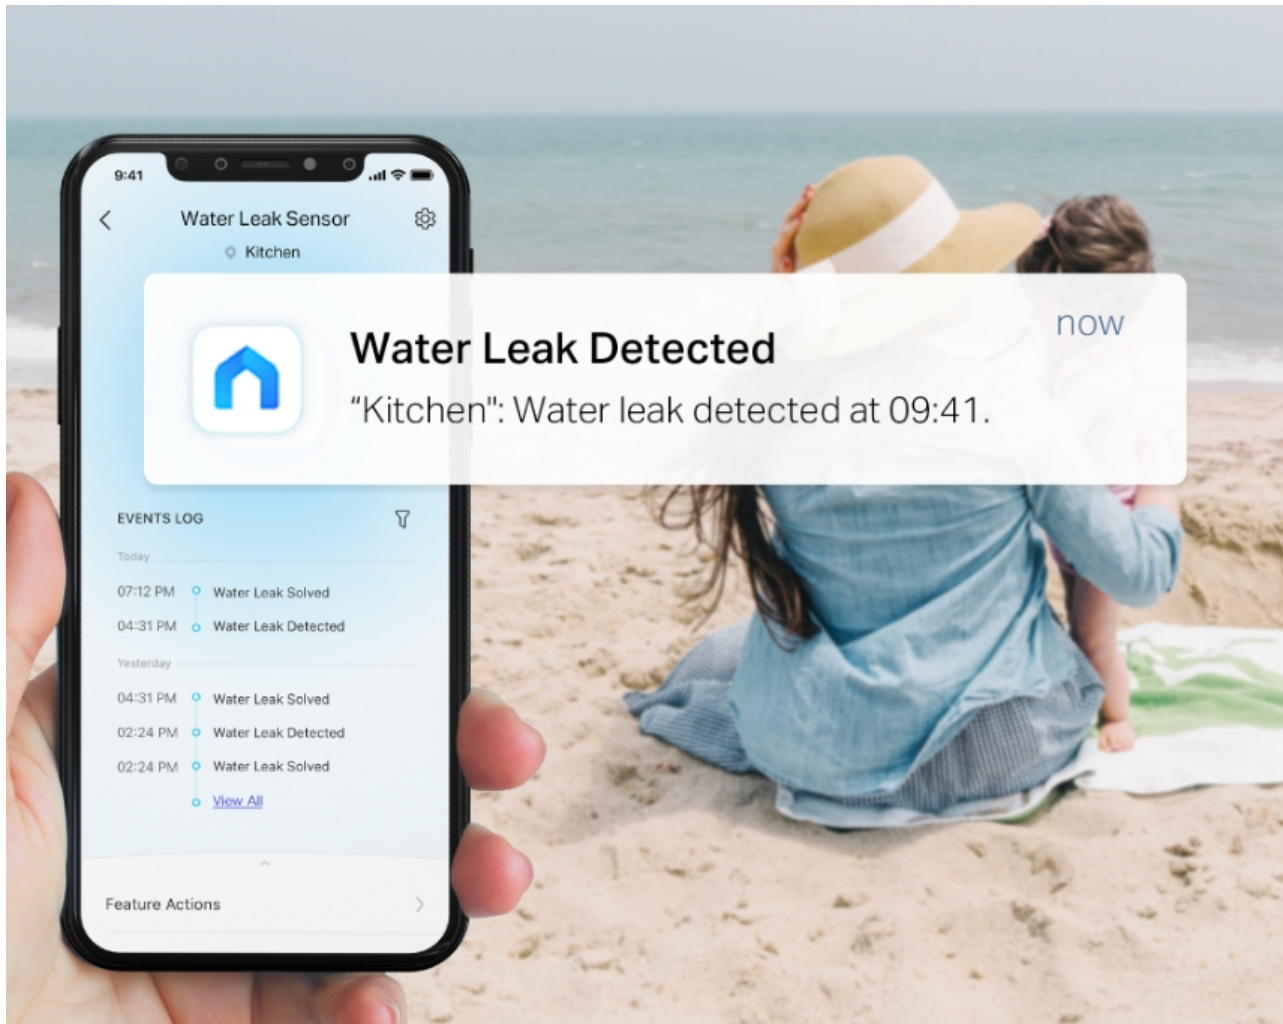 9:41
Water Leak Sensor
Kitchen
Water Leak Detected
now
“Kitchen": Water leak detected at 09:41.
EVENTS LOG
Today
07:12 PM Water Leak Solved
04:31 PM Water Leak Detected
Yesterday
04:31 PM Water Leak Solved
02:24 PM Water Leak Detected
02:24 PM Water Leak Solved
View All
Feature Actions